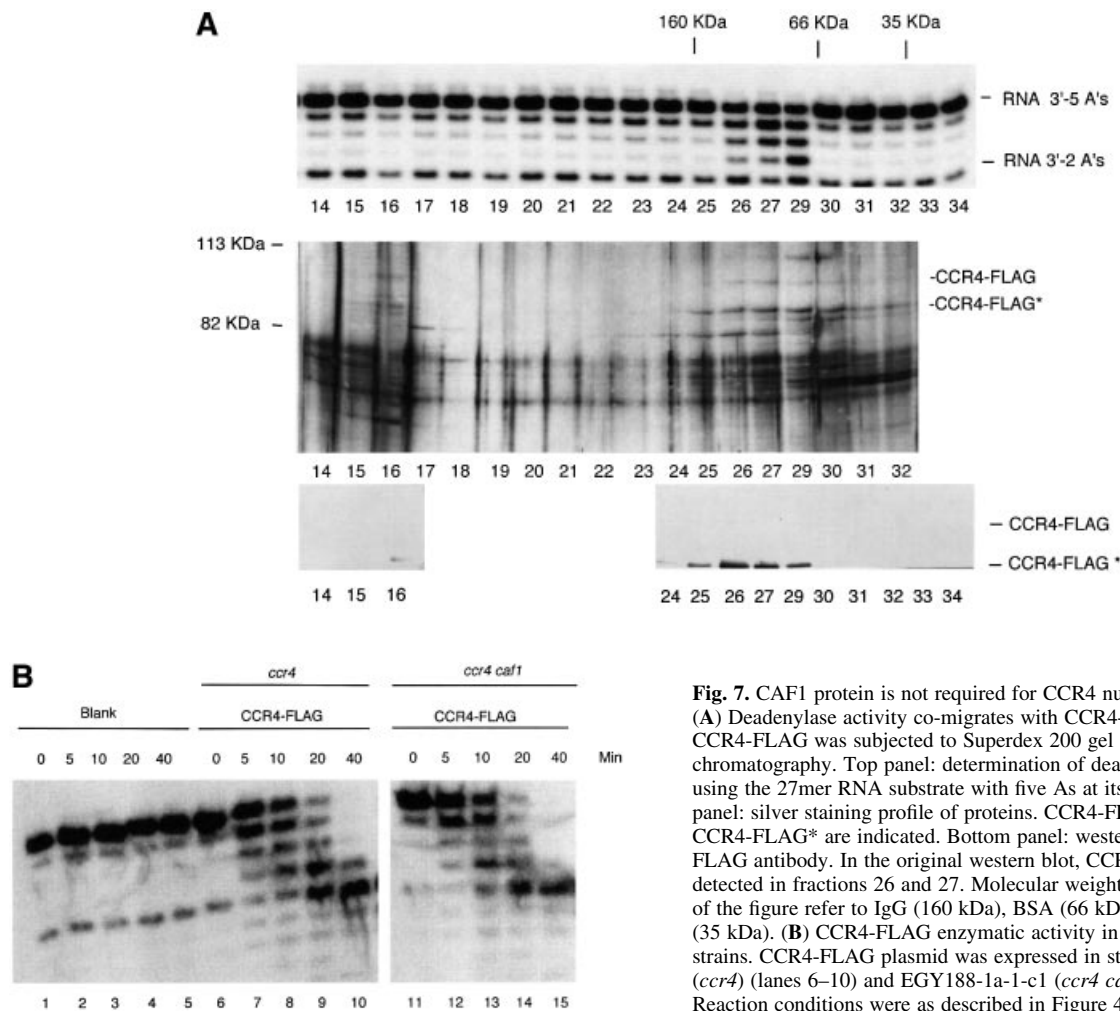 A
160 KDa 66 KDa 35 KDa
RNA 3'-5 A's
RNA 3'-2 A's
14 15 16 17 18 19 20 21 22 23 24 25 26 27 29 30 31 32 33 34
113 KDa
-CCR4-FLAG
-CCR4-FLAG*
82 KDa
14 15 16 17 18 19 20 21 22 23 24 25 26 27 29 30 31 32
CCR4-FLAG
CCR4-FLAG *
14 15 16 24 25 26 27 29 30 31 32 33 34
B
ccr4 ccr4 caf1
Blank CCR4-FLAG CCR4-FLAG
0 5 10 20 40 0 5 10 20 40 0 5 10 20 40 Min
1 2 3 4 5 6 7 8 9 10 11 12 13 14 15
Fig. 7. CAF1 protein is not required for CCR4 nu
(A) Deadenylase activity co-migrates with CCR4-
CCR4-FLAG was subjected to Superdex 200 gel
chromatography. Top panel: determination of dea
using the 27mer RNA substrate with five As at its
panel: silver staining profile of proteins. CCR4-FL
CCR4-FLAG* are indicated. Bottom panel: weste
FLAG antibody. In the original western blot, CCR
detected in fractions 26 and 27. Molecular weight
of the figure refer to IgG (160 kDa), BSA (66 kD
(35 kDa). (B) CCR4-FLAG enzymatic activity in
strains. CCR4-FLAG plasmid was expressed in st
(ccr4) (lanes 6–10) and EGY188-1a-1-c1 (ccr4 ca
Reaction conditions were as described in Figure 4